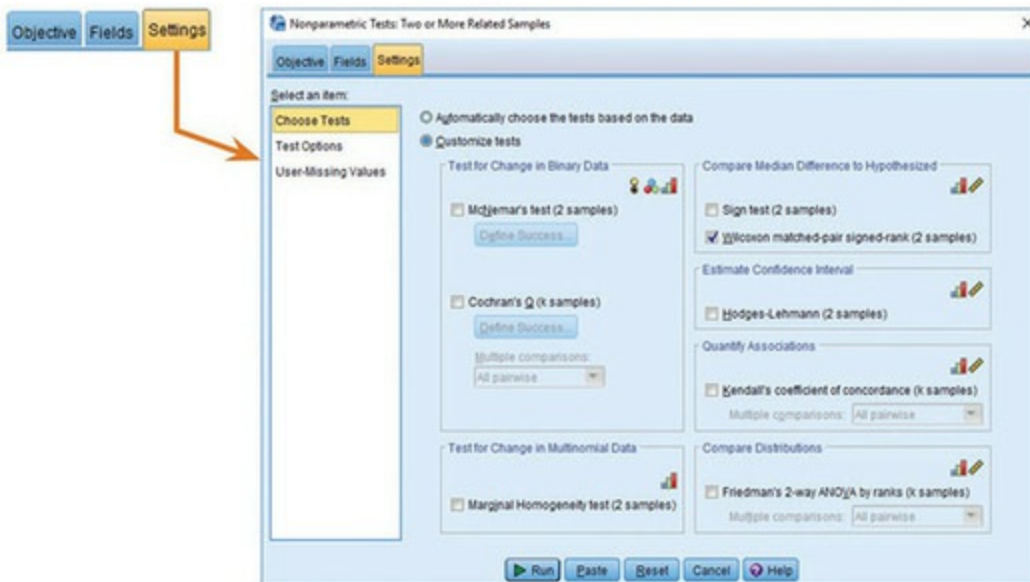 Objective Fields Settings
Nonparametric Tests: Two or More Related Samples
Objective Fields Settings
Select an item:
Choose Tests
Test Options
User-Missing Values
Automatically choose the tests based on the data
Customize tests
Test for Change in Binary Data
McNemar's test (2 samples)
Define Success...
Cochran's Q (k samples)
Define Success...
Multiple comparisons:
All pairwise
Test for Change in Multinomial Data
Marginal Homogeneity test (2 samples)
Compare Median Difference to Hypothesized
Sign test (2 samples)
Wilcoxon matched-pair signed-rank (2 samples)
Estimate Confidence Interval
Hodges-Lehmann (2 samples)
Quantify Associations
Kendall's coefficient of concordance (k samples)
Multiple comparisons: All pairwise
Compare Distributions
Friedman's 2-way ANOVA by ranks (k samples)
Multiple comparisons: All pairwise
Run Paste Reset Cancel Help